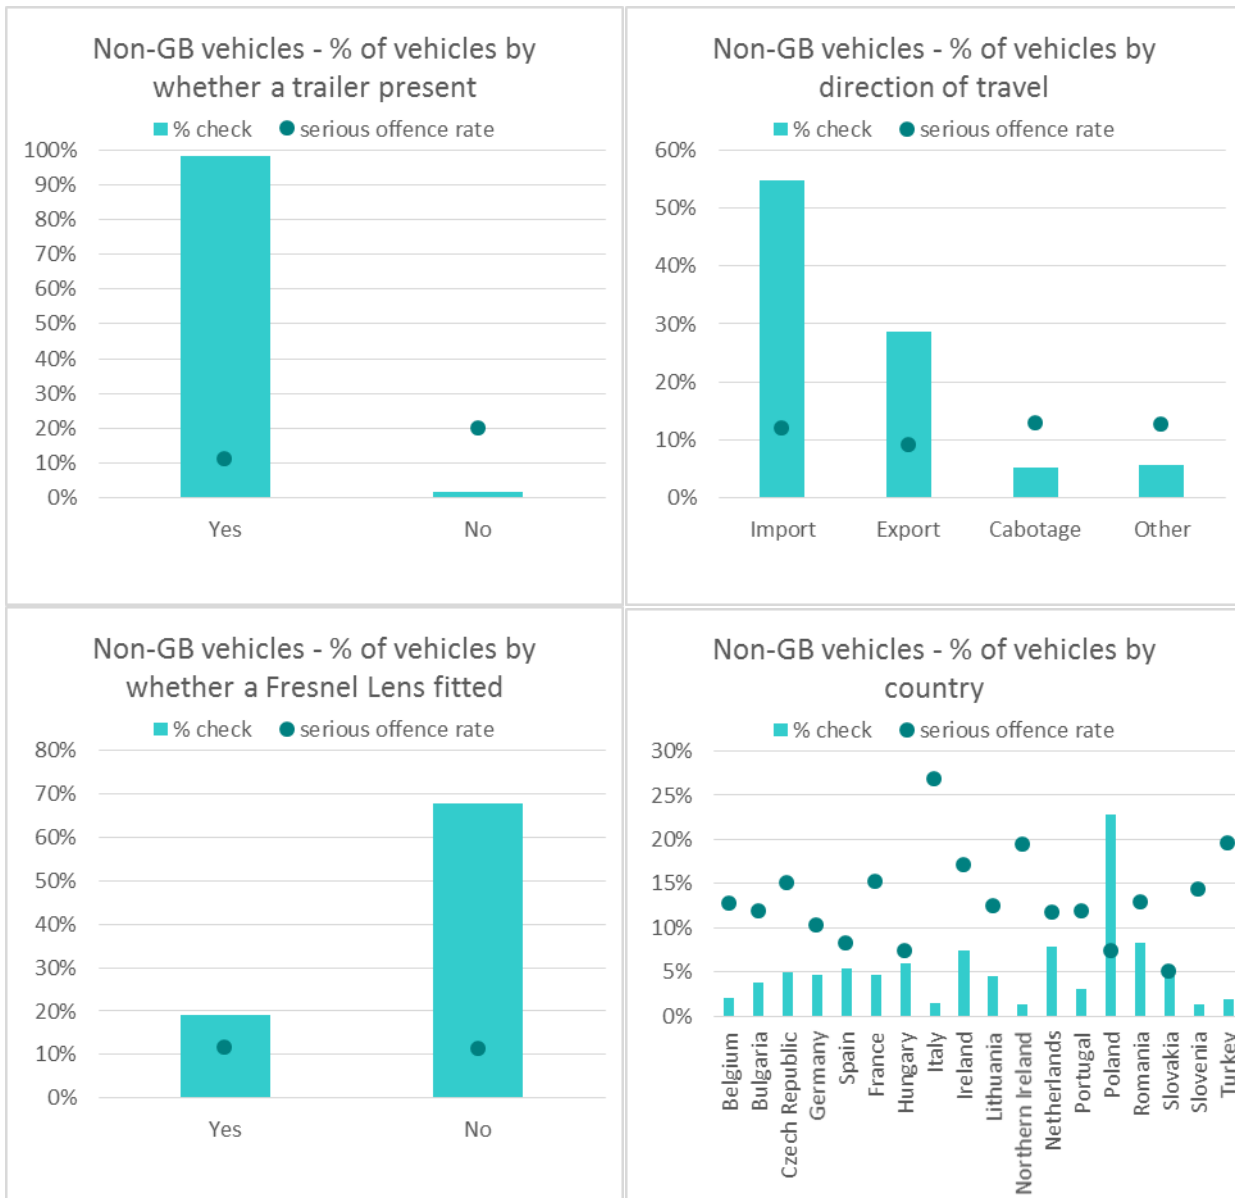 Non-GB vehicles - % of vehicles by
whether a trailer present
% check serious offence rate
100%
90%
80%
70%
60%
50%
40%
30%
20%
10%
0%
Yes No
Non-GB vehicles - % of vehicles by
direction of travel
% check serious offence rate
60%
50%
40%
30%
20%
10%
0%
Import Export Cabotage Other
Non-GB vehicles - % of vehicles by
whether a Fresnel Lens fitted
% check serious offence rate
80%
70%
60%
50%
40%
30%
20%
10%
0%
Yes No
Non-GB vehicles - % of vehicles by
country
% check serious offence rate
30%
25%
20%
15%
10%
5%
0%
Belgium
Bulgaria
Czech Republic
Germany
Spain
France
Hungary
Italy
Ireland
Lithuania
Northern Ireland
Netherlands
Portugal
Poland
Romania
Slovakia
Slovenia
Turkey